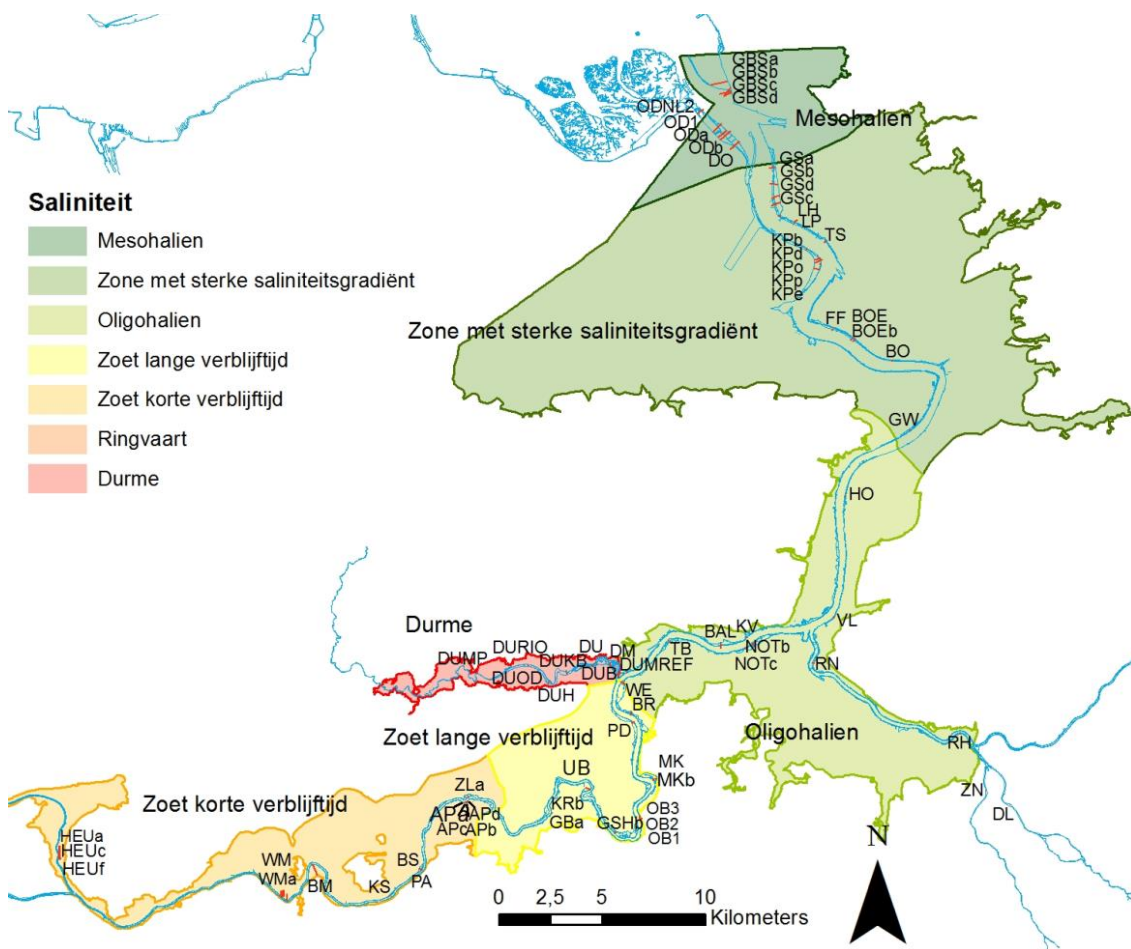 Saliniteit
Mesohalien
Zone met sterke saliniteitsgradiënt
Oligohalien
Zoet lange verblijftijd
Zoet korte verblijftijd
Ringvaart
Durme
GBSa
GBSb
GBSc
GBSd
ODNL2
OD1
ODa
ODb
DO
Mesohalien
GSa
GSb
GSd
GSc
LH
LP
TS
KPb
KPd
KPo
KPp
KPe
Zone met sterke saliniteitsgradiënt
FF
BOE
BOEb
BO
GW
HO
VL
Durme
DUMP
DURIO
DUOD
DUKB
DUH
DU
DUB
DM
DUMREF
TB
BAL
KV
NOTb
NOTc
RN
WE
BR
PD
Oligohalien
RH
ZN
DL
Zoet lange verblijftijd
UB
MK
MKb
KRb
GBa
GSHb
OB3
OB2
OB1
Zoet korte verblijftijd
ZLa
APd
APc
APb
HEUa
HEUc
HEUf
WM
WMa
BM
KS
BS
PA
N
0 2,5 5 10
Kilometers